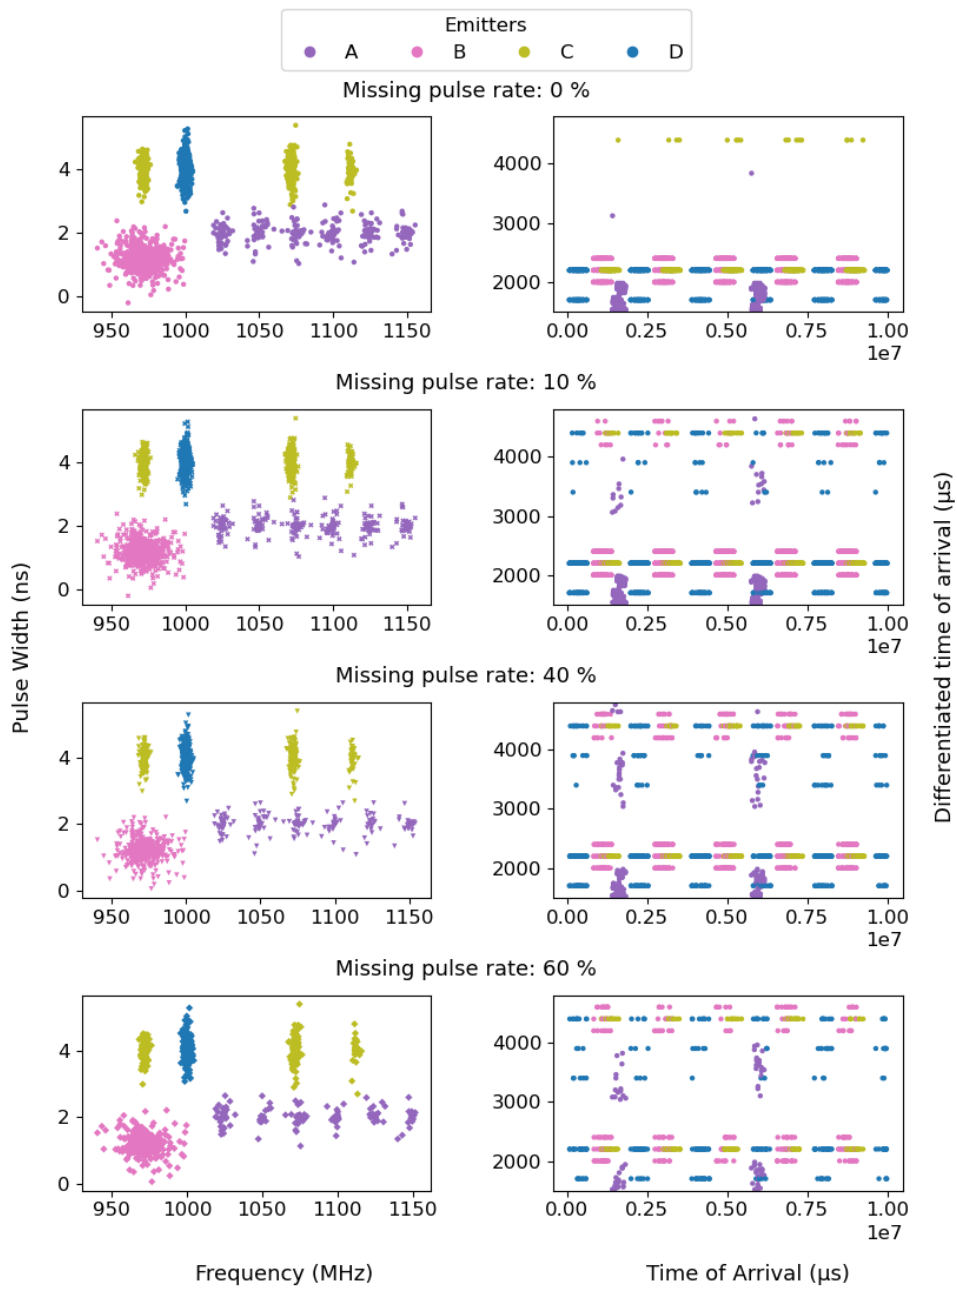 Emitters
A B C D
Missing pulse rate: 0 %
4 2 0
950 1000 1050 1100 1150
4000 3000 2000
0.00 0.25 0.50 0.75 1.00
1e7
Missing pulse rate: 10 %
4 2 0
950 1000 1050 1100 1150
4000 3000 2000
0.00 0.25 0.50 0.75 1.00
1e7
Missing pulse rate: 40 %
4 2 0
950 1000 1050 1100 1150
4000 3000 2000
0.00 0.25 0.50 0.75 1.00
1e7
Missing pulse rate: 60 %
4 2 0
950 1000 1050 1100 1150
4000 3000 2000
0.00 0.25 0.50 0.75 1.00
1e7
Pulse Width (ns)
Differentiated time of arrival (µs)
Frequency (MHz)
Time of Arrival (µs)